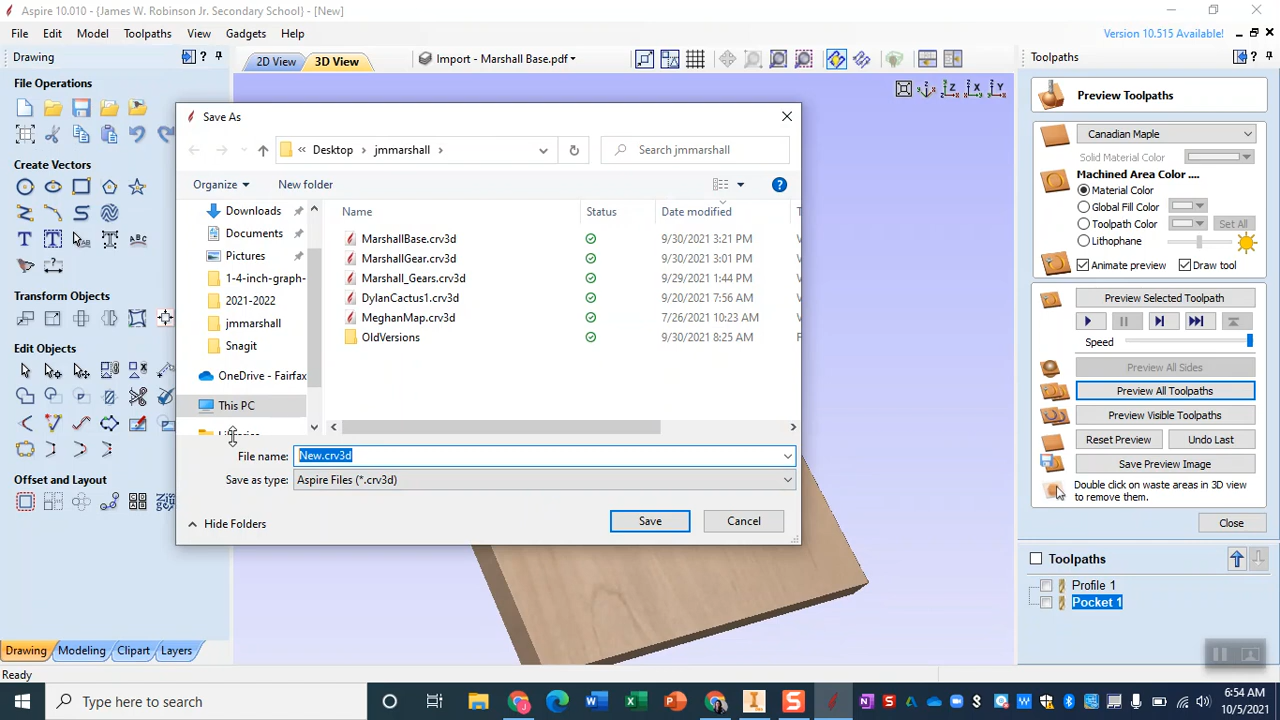 Aspire 10.010 - {James W. Robinson Jr. Secondary School} - [New]
File Edit Model Toolpaths View Gadgets Help
Version 10.515 Available!
Drawing
2D View 3D View
Import - Marshall Base.pdf
Toolpaths
File Operations
Create Vectors
Transform Objects
Edit Objects
Offset and Layout
Drawing Modeling Clipart Layers
Ready
Save As
« Desktop › jmmarshall ›
Search jmmarshall
Organize New folder
Downloads
Documents
Pictures
1-4-inch-graph-
2021-2022
jmmarshall
Snagit
OneDrive - Fairfax
This PC
Name Status Date modified
MarshallBase.crv3d 9/30/2021 3:21 PM
MarshallGear.crv3d 9/30/2021 3:01 PM
Marshall_Gears.crv3d 9/29/2021 1:44 PM
DylanCactus1.crv3d 9/20/2021 7:56 AM
MeghanMap.crv3d 7/26/2021 10:23 AM
OldVersions 9/30/2021 8:25 AM
File name: New.crv3d
Save as type: Aspire Files (*.crv3d)
Hide Folders
Save Cancel
Preview Toolpaths
Canadian Maple
Solid Material Color
Machined Area Color ....
Material Color
Global Fill Color
Toolpath Color Set All
Lithophane
Animate preview Draw tool
Preview Selected Toolpath
Speed
Preview All Sides
Preview All Toolpaths
Preview Visible Toolpaths
Reset Preview Undo Last
Save Preview Image
Double click on waste areas in 3D view
to remove them.
Close
Toolpaths
Profile 1
Pocket 1
Type here to search
6:54 AM
10/5/2021